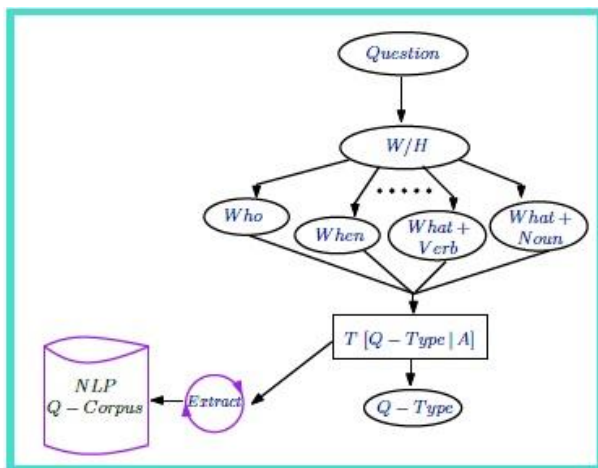 Question
W/H
Who
When
What +
Verb
What +
Noun
T [Q – Type | A]
NLP
Q – Corpus
Extract
Q – Type